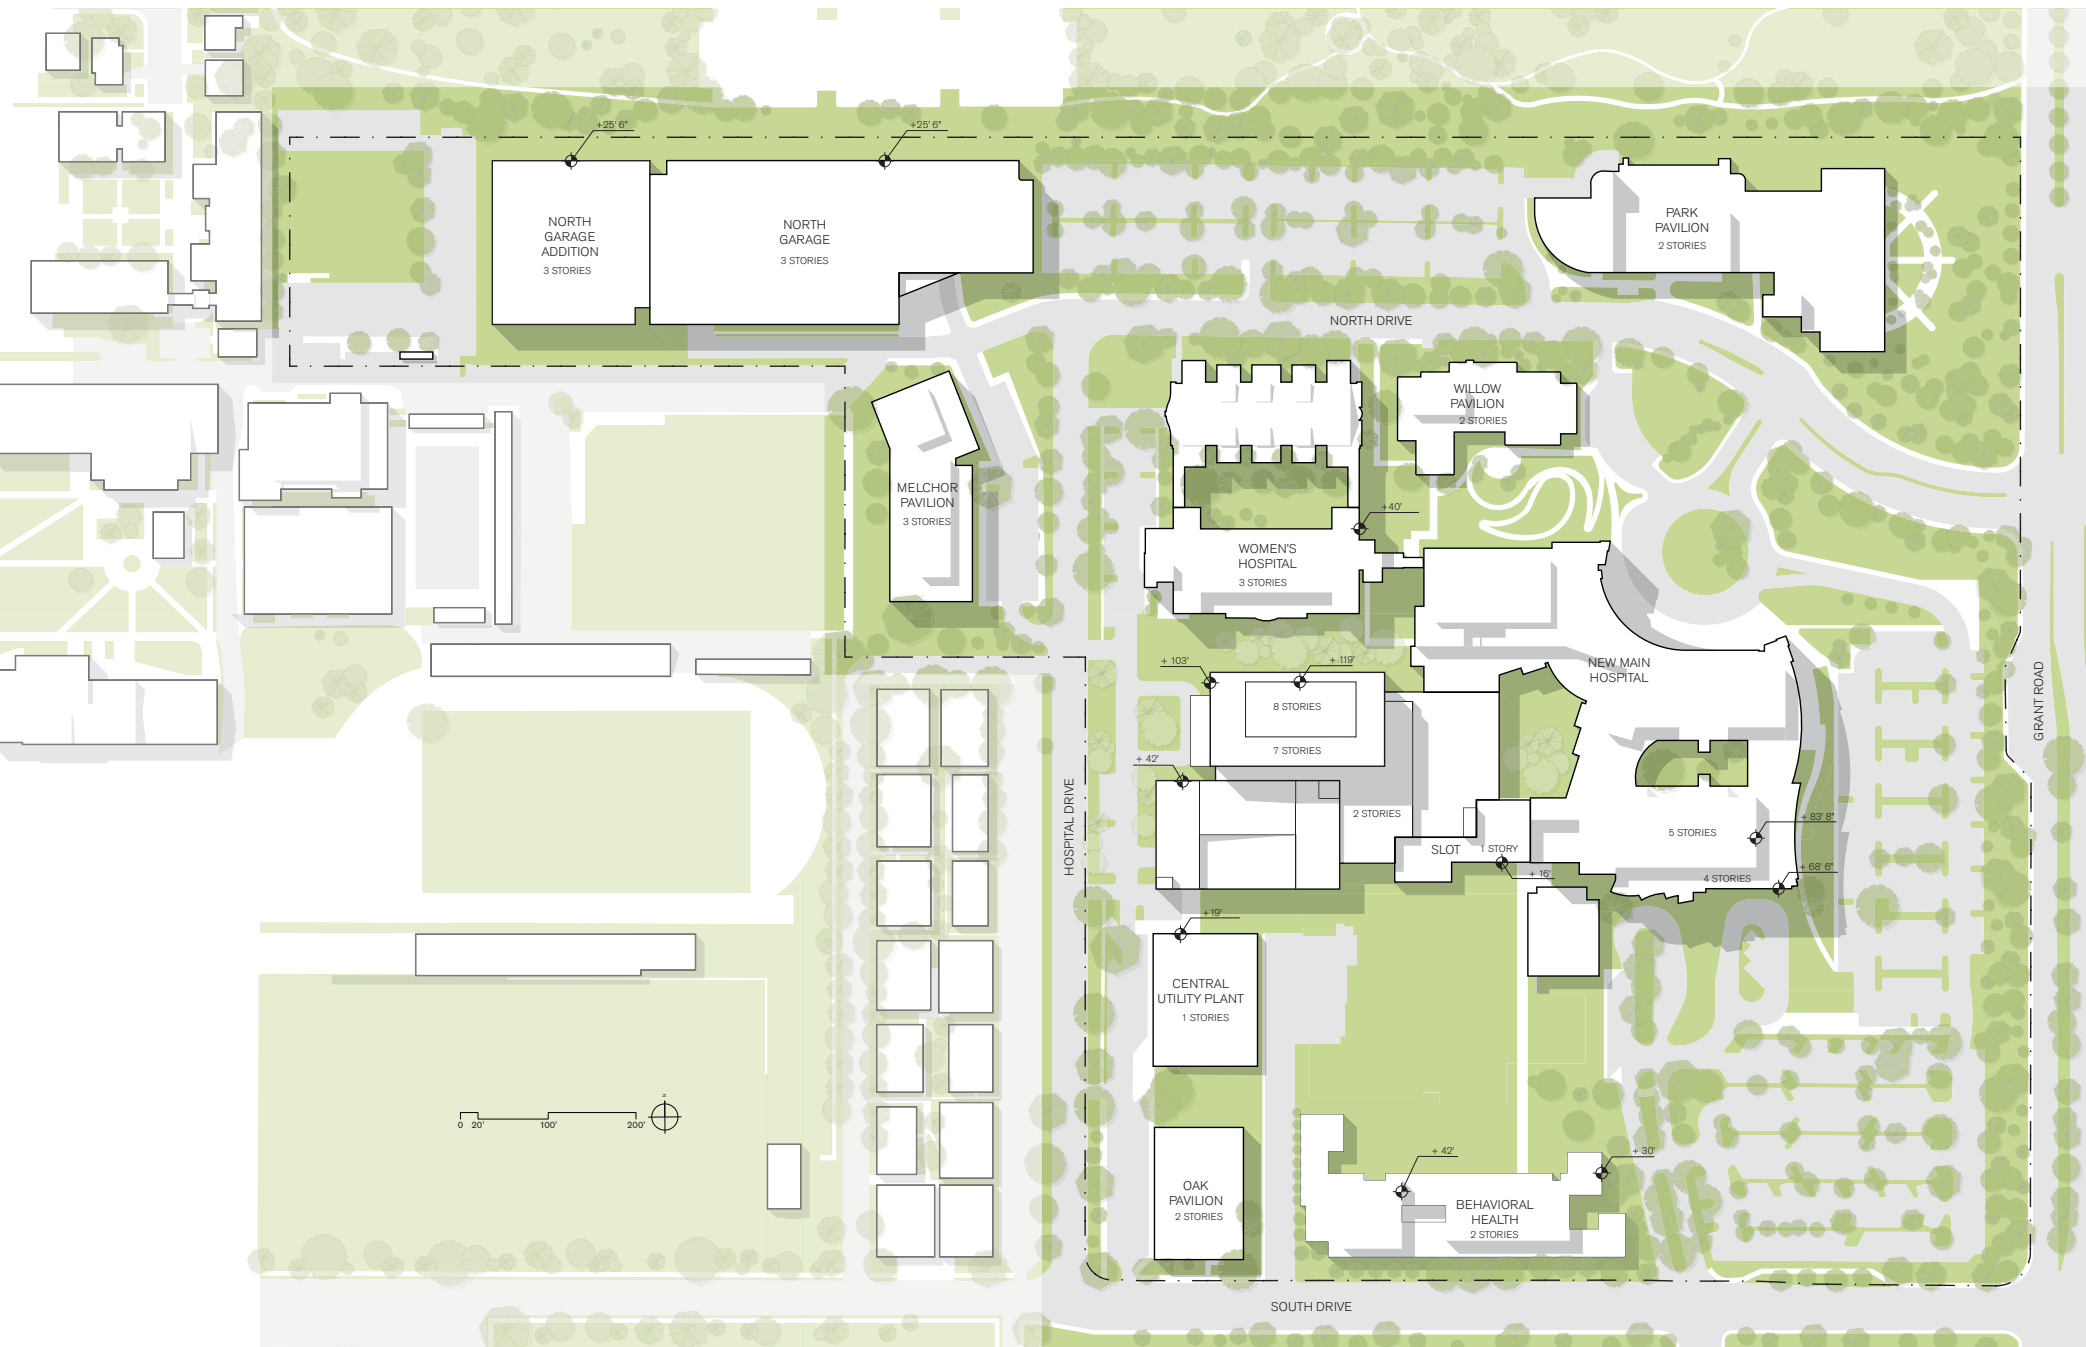 +25' 6"
+25' 6"
NORTH
GARAGE
ADDITION
3 STORIES
NORTH
GARAGE
3 STORIES
PARK
PAVILION
2 STORIES
NORTH DRIVE
WILLOW
PAVILION
2 STORIES
MELCHOR
PAVILION
3 STORIES
+40'
WOMEN'S
HOSPITAL
3 STORIES
+ 103'
+ 119'
NEW MAIN
HOSPITAL
GRANT ROAD
8 STORIES
7 STORIES
+ 42'
HOSPITAL DRIVE
2 STORIES
5 STORIES
+ 83' 8"
SLOT
1 STORY
+ 16'
4 STORIES
+ 68' 6"
+19'
CENTRAL
UTILITY PLANT
1 STORIES
N
0 20' 100' 200'
+ 42'
+ 30'
OAK
PAVILION
2 STORIES
BEHAVIORAL
HEALTH
2 STORIES
SOUTH DRIVE